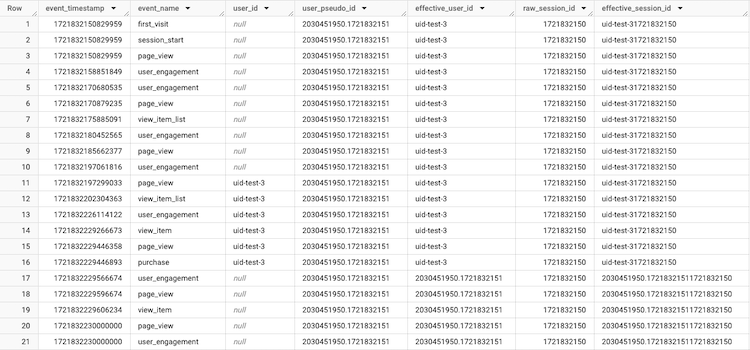 Row event_timestamp event_name user_id user_pseudo_id effective_user_id raw_session_id effective_session_id
1 1721832150829959 first_visit null 2030451950.1721832151 uid-test-3 1721832150 uid-test-31721832150
2 1721832150829959 session_start null 2030451950.1721832151 uid-test-3 1721832150 uid-test-31721832150
3 1721832150829959 page_view null 2030451950.1721832151 uid-test-3 1721832150 uid-test-31721832150
4 1721832158851849 user_engagement null 2030451950.1721832151 uid-test-3 1721832150 uid-test-31721832150
5 1721832170680535 user_engagement null 2030451950.1721832151 uid-test-3 1721832150 uid-test-31721832150
6 1721832170879235 page_view null 2030451950.1721832151 uid-test-3 1721832150 uid-test-31721832150
7 1721832175885091 view_item_list null 2030451950.1721832151 uid-test-3 1721832150 uid-test-31721832150
8 1721832180452565 user_engagement null 2030451950.1721832151 uid-test-3 1721832150 uid-test-31721832150
9 1721832185662377 page_view null 2030451950.1721832151 uid-test-3 1721832150 uid-test-31721832150
10 1721832197061816 user_engagement null 2030451950.1721832151 uid-test-3 1721832150 uid-test-31721832150
11 1721832197299033 page_view uid-test-3 2030451950.1721832151 uid-test-3 1721832150 uid-test-31721832150
12 1721832202304363 view_item_list uid-test-3 2030451950.1721832151 uid-test-3 1721832150 uid-test-31721832150
13 1721832226114122 user_engagement uid-test-3 2030451950.1721832151 uid-test-3 1721832150 uid-test-31721832150
14 1721832229266673 view_item uid-test-3 2030451950.1721832151 uid-test-3 1721832150 uid-test-31721832150
15 1721832229446358 page_view uid-test-3 2030451950.1721832151 uid-test-3 1721832150 uid-test-31721832150
16 1721832229446893 purchase uid-test-3 2030451950.1721832151 uid-test-3 1721832150 uid-test-31721832150
17 1721832229566674 user_engagement null 2030451950.1721832151 2030451950.1721832151 1721832150 2030451950.17218321511721832150
18 1721832229596674 page_view null 2030451950.1721832151 2030451950.1721832151 1721832150 2030451950.17218321511721832150
19 1721832229606234 view_item null 2030451950.1721832151 2030451950.1721832151 1721832150 2030451950.17218321511721832150
20 1721832230000000 page_view null 2030451950.1721832151 2030451950.1721832151 1721832150 2030451950.17218321511721832150
21 1721832230000000 user_engagement null 2030451950.1721832151 2030451950.1721832151 1721832150 2030451950.17218321511721832150